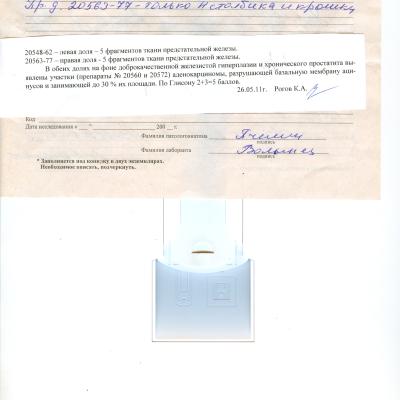 Пр. д. 20563-77 - только 4 столбика и крошки
20548-62 – левая доля – 5 фрагментов ткани предстательной железы.
20563-77 – правая доля - 5 фрагментов ткани предстательной железы.
В обеих долях на фоне доброкачественной железистой гиперплазии и хронического простатита вы-
явлены участки (препараты № 20560 и 20572) аденокарциномы, разрушающей базальную мембрану аци-
нусов и занимающей до 30 % их площади. По Глисону 2+3=5 баллов.
26.05.11г. Рогов К.А.
Код
Дата исследования « » 200 г.
Фамилия патологоанатома
подпись
Фамилия лаборанта
подпись
* Заполняется под копирку в двух экземплярах.
Необходимое вписать, подчеркнуть.